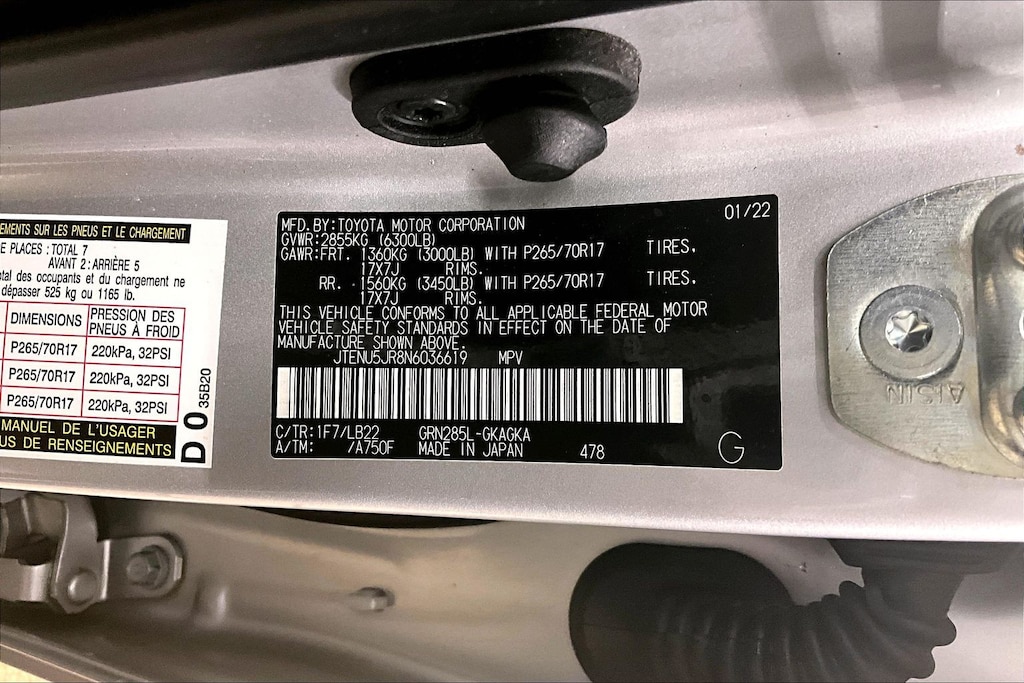 EMENTS SUR LES PNEUS ET LE CHARGEMENT
E PLACES : TOTAL 7
AVANT 2 : ARRIÈRE 5
tal des occupants et du chargement ne
dépasser 525 kg ou 1165 lb.
DIMENSIONS PRESSION DES PNEUS À FROID
P265/70R17 220kPa, 32PSI
P265/70R17 220kPa, 32PSI
P265/70R17 220kPa, 32PSI
MANUEL DE L'USAGER
US DE RENSEIGNEMENTS
D 0 35B20
01/22
MFD.BY:TOYOTA MOTOR CORPORATION
GVWR:2855KG (6300LB)
GAWR:FRT. 1360KG (3000LB) WITH P265/70R17 TIRES,
17X7J RIMS.
RR. 1560KG (3450LB) WITH P265/70R17 TIRES,
17X7J RIMS.
THIS VEHICLE CONFORMS TO ALL APPLICABLE FEDERAL MOTOR
VEHICLE SAFETY STANDARDS IN EFFECT ON THE DATE OF
MANUFACTURE SHOWN ABOVE.
JTENU5JR8N6036619 MPV
C/TR:1F7/LB22 GRN285L-GKAGKA
A/TM: /A750F MADE IN JAPAN 478
G
AISIN